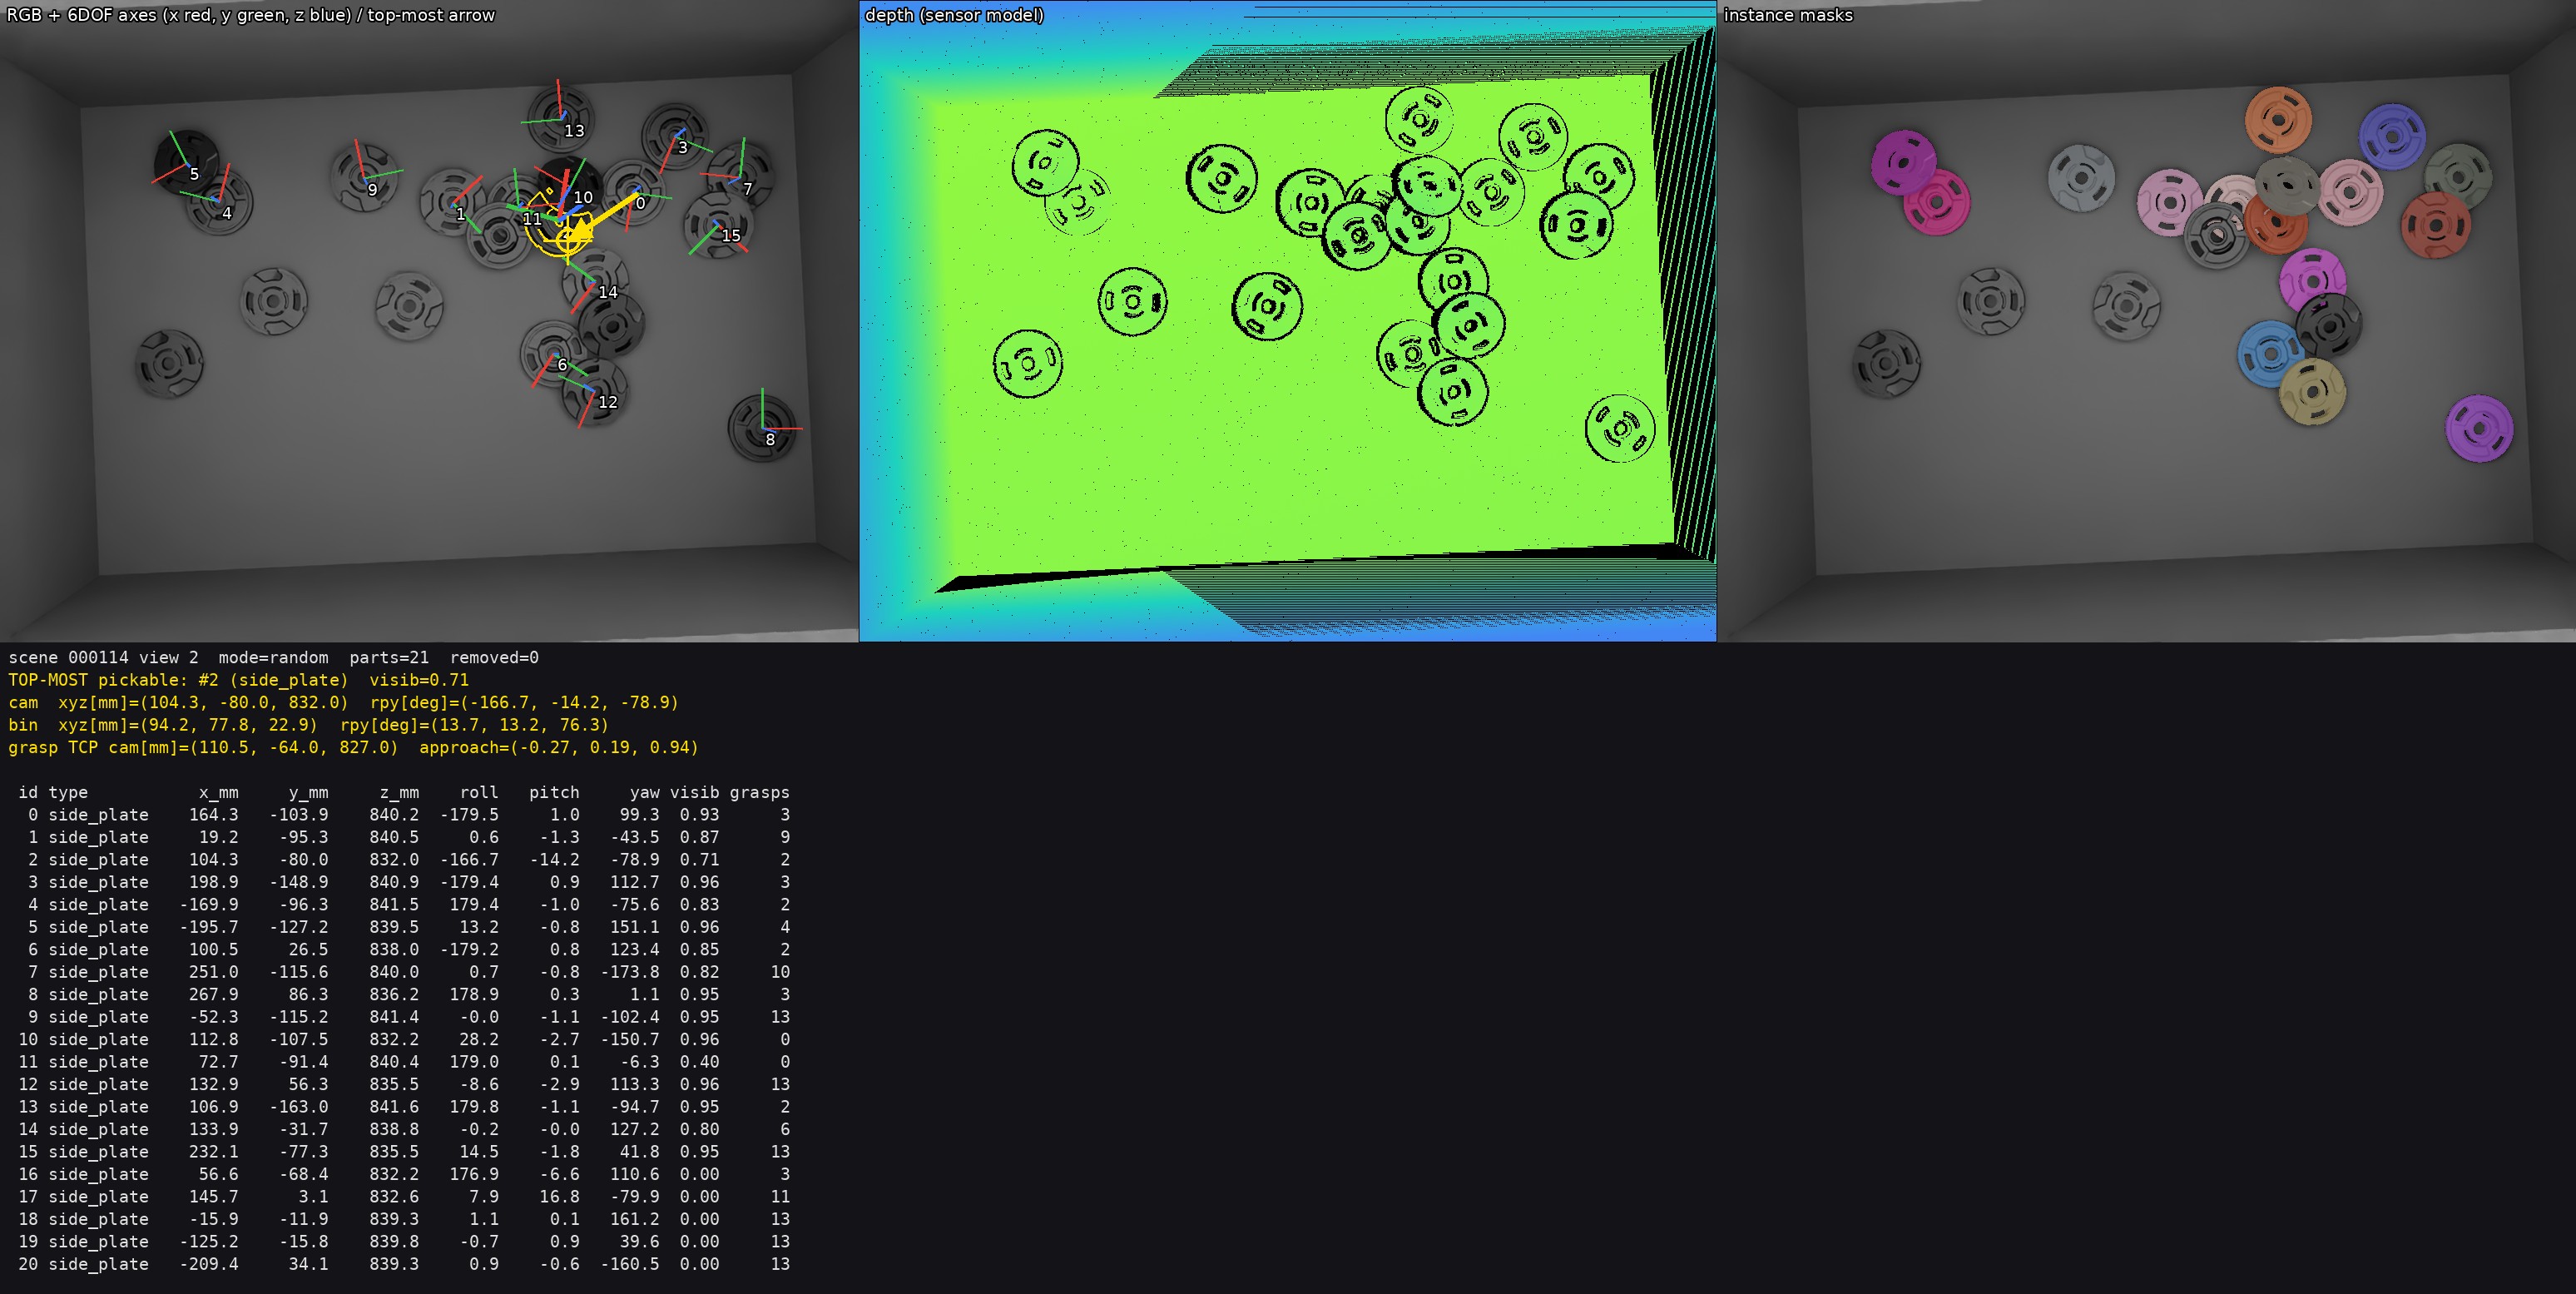 RGB + 6DOF axes (x red, y green, z blue) / top-most arrow
depth (sensor model)
instance masks
13
3
5
9
7
4
10
0
1
11
15
14
6
12
8
scene 000114 view 2  mode=random  parts=21  removed=0
TOP-MOST pickable: #2 (side_plate)  visib=0.71
cam  xyz[mm]=(104.3, -80.0, 832.0)  rpy[deg]=(-166.7, -14.2, -78.9)
bin  xyz[mm]=(94.2, 77.8, 22.9)  rpy[deg]=(13.7, 13.2, 76.3)
grasp TCP cam[mm]=(110.5, -64.0, 827.0)  approach=(-0.27, 0.19, 0.94)
id type x_mm y_mm z_mm roll pitch yaw visib grasps
0 side_plate 164.3 -103.9 840.2 -179.5 1.0 99.3 0.93 3
1 side_plate 19.2 -95.3 840.5 0.6 -1.3 -43.5 0.87 9
2 side_plate 104.3 -80.0 832.0 -166.7 -14.2 -78.9 0.71 2
3 side_plate 198.9 -148.9 840.9 -179.4 0.9 112.7 0.96 3
4 side_plate -169.9 -96.3 841.5 179.4 -1.0 -75.6 0.83 2
5 side_plate -195.7 -127.2 839.5 13.2 -0.8 151.1 0.96 4
6 side_plate 100.5 26.5 838.0 -179.2 0.8 123.4 0.85 2
7 side_plate 251.0 -115.6 840.0 0.7 -0.8 -173.8 0.82 10
8 side_plate 267.9 86.3 836.2 178.9 0.3 1.1 0.95 3
9 side_plate -52.3 -115.2 841.4 -0.0 -1.1 -102.4 0.95 13
10 side_plate 112.8 -107.5 832.2 28.2 -2.7 -150.7 0.96 0
11 side_plate 72.7 -91.4 840.4 179.0 0.1 -6.3 0.40 0
12 side_plate 132.9 56.3 835.5 -8.6 -2.9 113.3 0.96 13
13 side_plate 106.9 -163.0 841.6 179.8 -1.1 -94.7 0.95 2
14 side_plate 133.9 -31.7 838.8 -0.2 -0.0 127.2 0.80 6
15 side_plate 232.1 -77.3 835.5 14.5 -1.8 41.8 0.95 13
16 side_plate 56.6 -68.4 832.2 176.9 -6.6 110.6 0.00 3
17 side_plate 145.7 3.1 832.6 7.9 16.8 -79.9 0.00 11
18 side_plate -15.9 -11.9 839.3 1.1 0.1 161.2 0.00 13
19 side_plate -125.2 -15.8 839.8 -0.7 0.9 39.6 0.00 13
20 side_plate -209.4 34.1 839.3 0.9 -0.6 -160.5 0.00 13